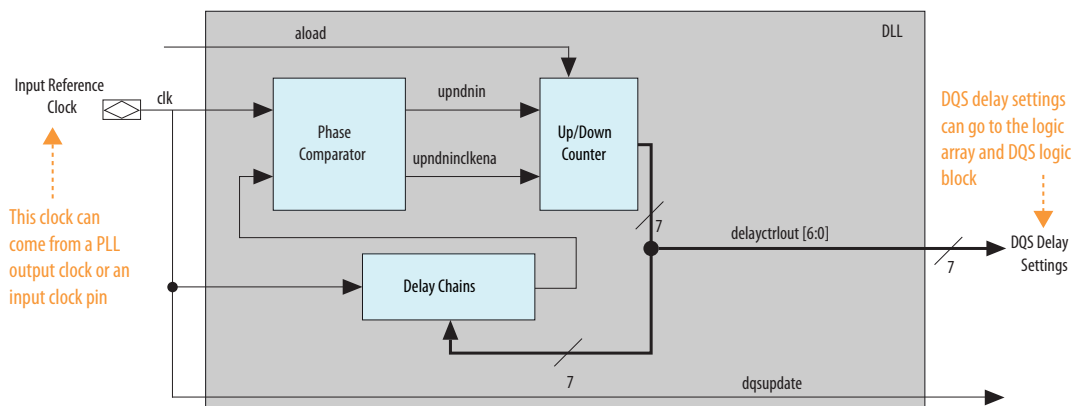 aload
DLL
Input Reference
Clock
clk
upndnin
Phase
Comparator
Up/Down
Counter
upndninclkena
DQS delay settings
can go to the logic
array and DQS logic
block
This clock can
come from a PLL
output clock or an
input clock pin
7
delayctrlout [6:0]
7
DQS Delay
Settings
Delay Chains
7
dqsupdate